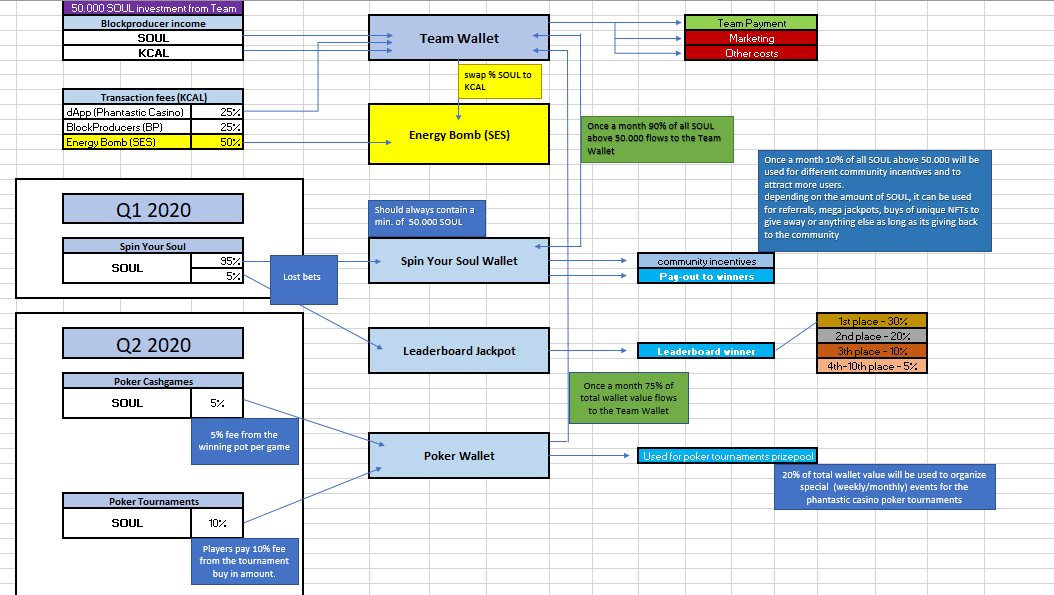 50.000 SOUL investment from Team
Blockproducer income
SOUL
KCAL
Team Wallet
Team Payment
Marketing
Other costs
swap % SOUL to
KCAL
Transaction fees (KCAL)
dApp (Phantastic Casino) 25%
BlockProducers (BP) 25%
Energy Bomb (SES) 50%
Energy Bomb (SES)
Once a month 90% of all SOUL
above 50.000 flows to the Team
Wallet
Once a month 10% of all SOUL above 50.000 will be
used for different community incentives and to
attract more users.
depending on the amount of SOUL, it can be used
for referrals, mega jackpots, buys of unique NFTs to
give away or anything else as long as its giving back
to the community
Q1 2020
Should always contain a
min. of 50.000 SOUL
Spin Your Soul
SOUL
95%
5%
Lost bets
Spin Your Soul Wallet
community incentives
Pay-out to winners
Q2 2020
Leaderboard Jackpot
Leaderboard winner
1st place - 30%
2nd place - 20%
3th place - 10%
4th-10th place - 5%
Poker Cashgames
SOUL 5%
5% fee from the
winning pot per game
Once a month 75% of
total wallet value flows
to the Team Wallet
Poker Wallet
Used for poker tournaments prizepool
20% of total wallet value will be used to organize
special (weekly/monthly) events for the
phantastic casino poker tournaments
Poker Tournaments
SOUL 10%
Players pay 10% fee
from the tournament
buy in amount.